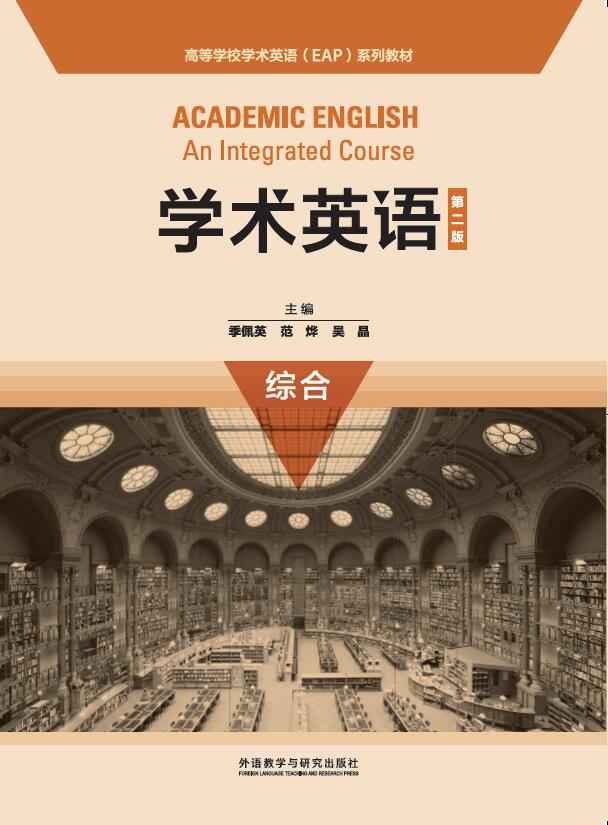 高等学校学术英语（EAP）系列教材
ACADEMIC ENGLISH
An Integrated Course
学术英语
第二版
主编
季佩英 范烨 吴晶
综合
外语教学与研究出版社
FOREIGN LANGUAGE TEACHING AND RESEARCH PRESS